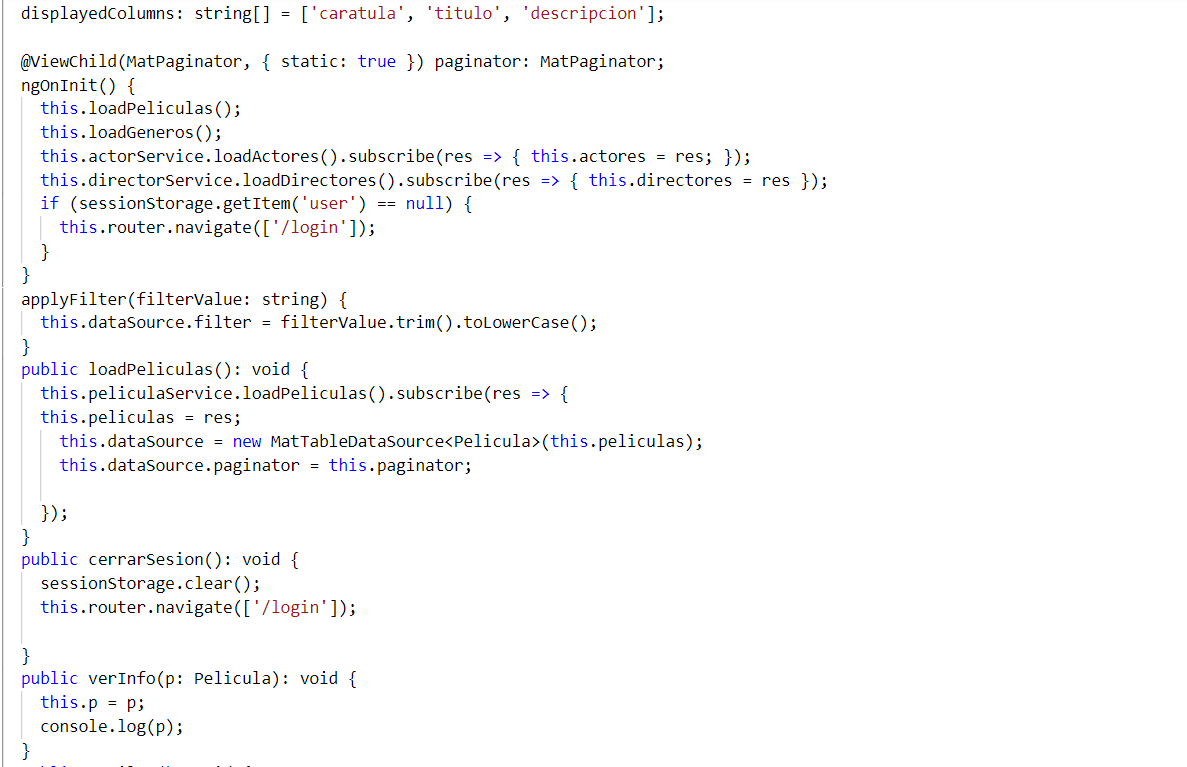 displayedColumns: string[] = ['caratula', 'titulo', 'descripcion'];
@ViewChild(MatPaginator, { static: true }) paginator: MatPaginator;
ngOnInit() {
this.loadPeliculas();
this.loadGeneros();
this.actorService.loadActores().subscribe(res => { this.actores = res; });
this.directorService.loadDirectores().subscribe(res => { this.directores = res });
if (sessionStorage.getItem('user') == null) {
this.router.navigate(['/login']);
}
}
applyFilter(filterValue: string) {
this.dataSource.filter = filterValue.trim().toLowerCase();
}
public loadPeliculas(): void {
this.peliculaService.loadPeliculas().subscribe(res => {
this.peliculas = res;
this.dataSource = new MatTableDataSource<Pelicula>(this.peliculas);
this.dataSource.paginator = this.paginator;
});
}
public cerrarSesion(): void {
sessionStorage.clear();
this.router.navigate(['/login']);
}
public verInfo(p: Pelicula): void {
this.p = p;
console.log(p);
}